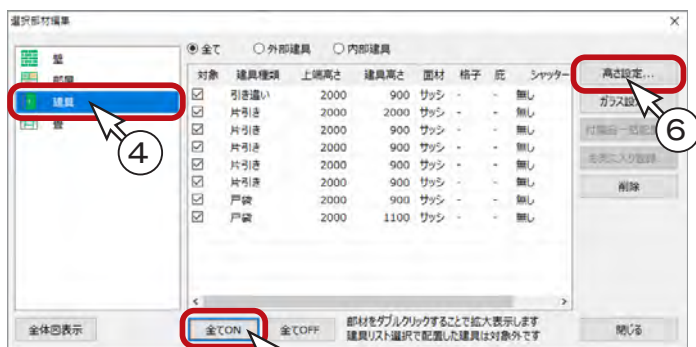 選択部材編集
壁
部屋
建具
畳
④
全て 外部建具 内部建具
対象 建具種類 上端高さ 建具高さ 面材 格子 庇 シャッター
引き違い 2000 900 サッシ - - 無し
片引き 2000 2000 サッシ - - 無し
片引き 2000 900 サッシ - - 無し
片引き 2000 900 サッシ - - 無し
片引き 2000 900 サッシ - - 無し
片引き 2000 900 サッシ - - 無し
戸袋 2000 900 サッシ - - 無し
戸袋 2000 1100 サッシ - - 無し
高さ設定...
ガラス設
⑥
削除
全体図表示
全てON
全てOFF
部材をダブルクリックすることで拡大表示します
建具リスト選択で配置した建具は対象外です
閉じる